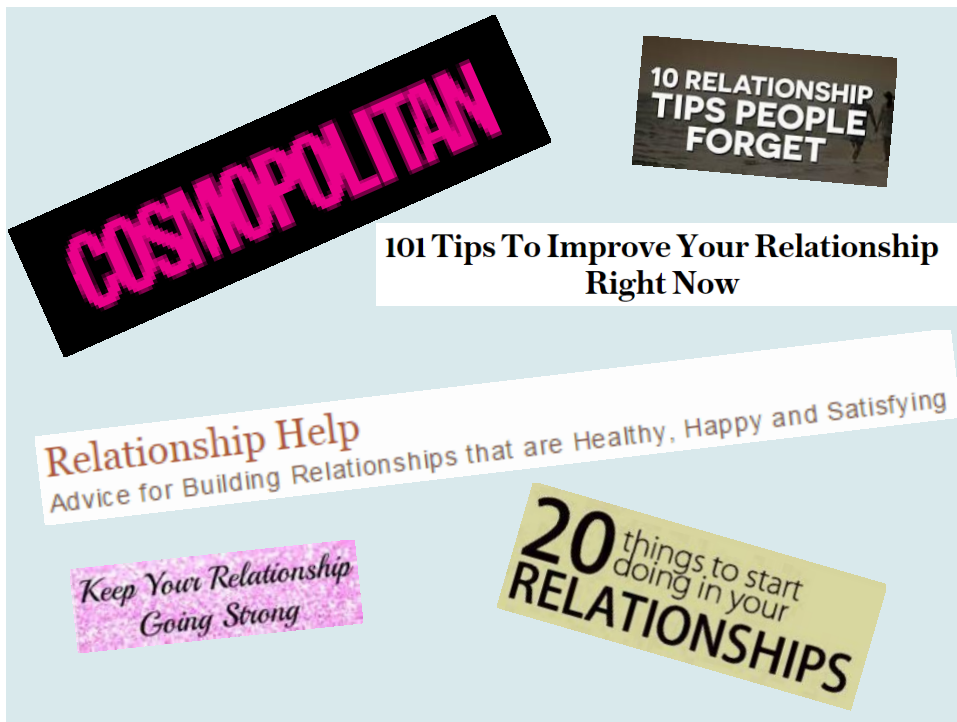 COSMOPOLITAN
10 RELATIONSHIP
TIPS PEOPLE
FORGET
101 Tips To Improve Your Relationship
Right Now
Relationship Help
Advice for Building Relationships that are Healthy, Happy and Satisfying
Keep Your Relationship
Going Strong
20 things to start
doing in your
RELATIONSHIPS